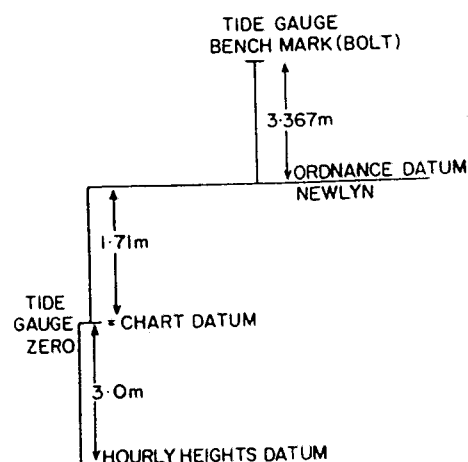 TIDE GAUGE
BENCH MARK (BOLT)
3·367m
ORDNANCE DATUM
NEWLYN
1·71m
TIDE
GAUGE
ZERO
* CHART DATUM
3·0m
HOURLY HEIGHTS DATUM